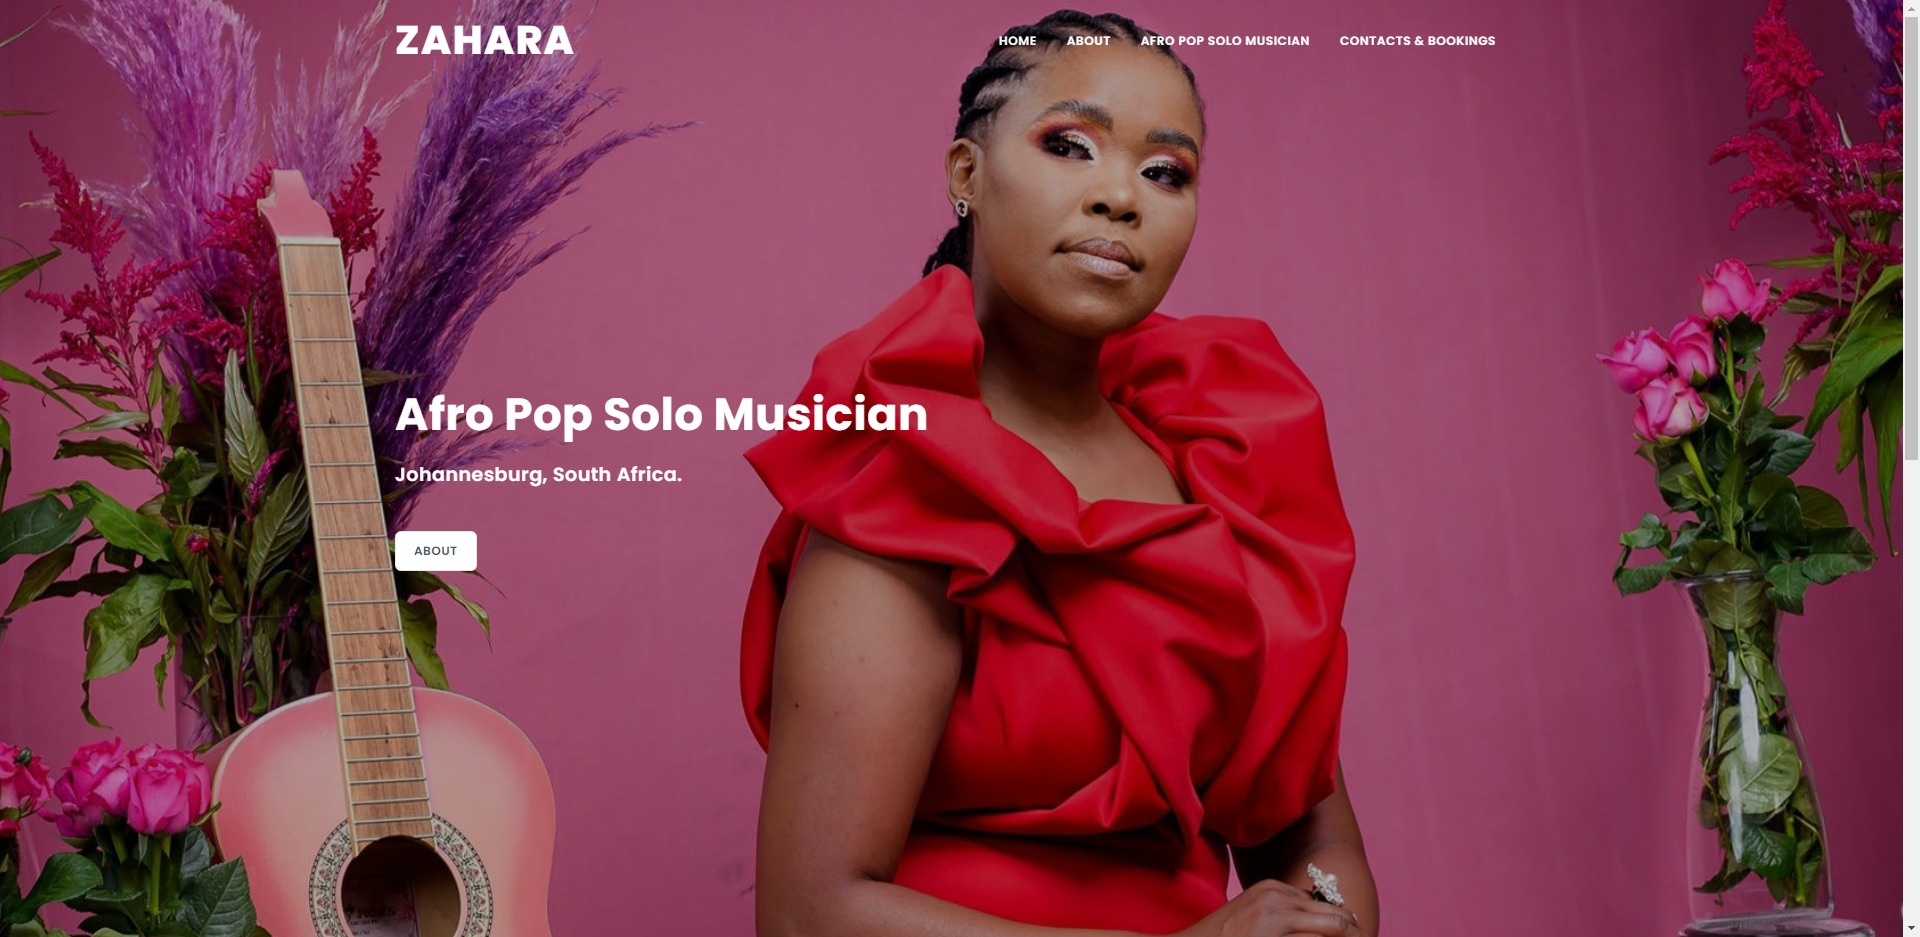 ZAHARA
HOME ABOUT AFRO POP SOLO MUSICIAN CONTACTS & BOOKINGS
Afro Pop Solo Musician
Johannesburg, South Africa.
ABOUT